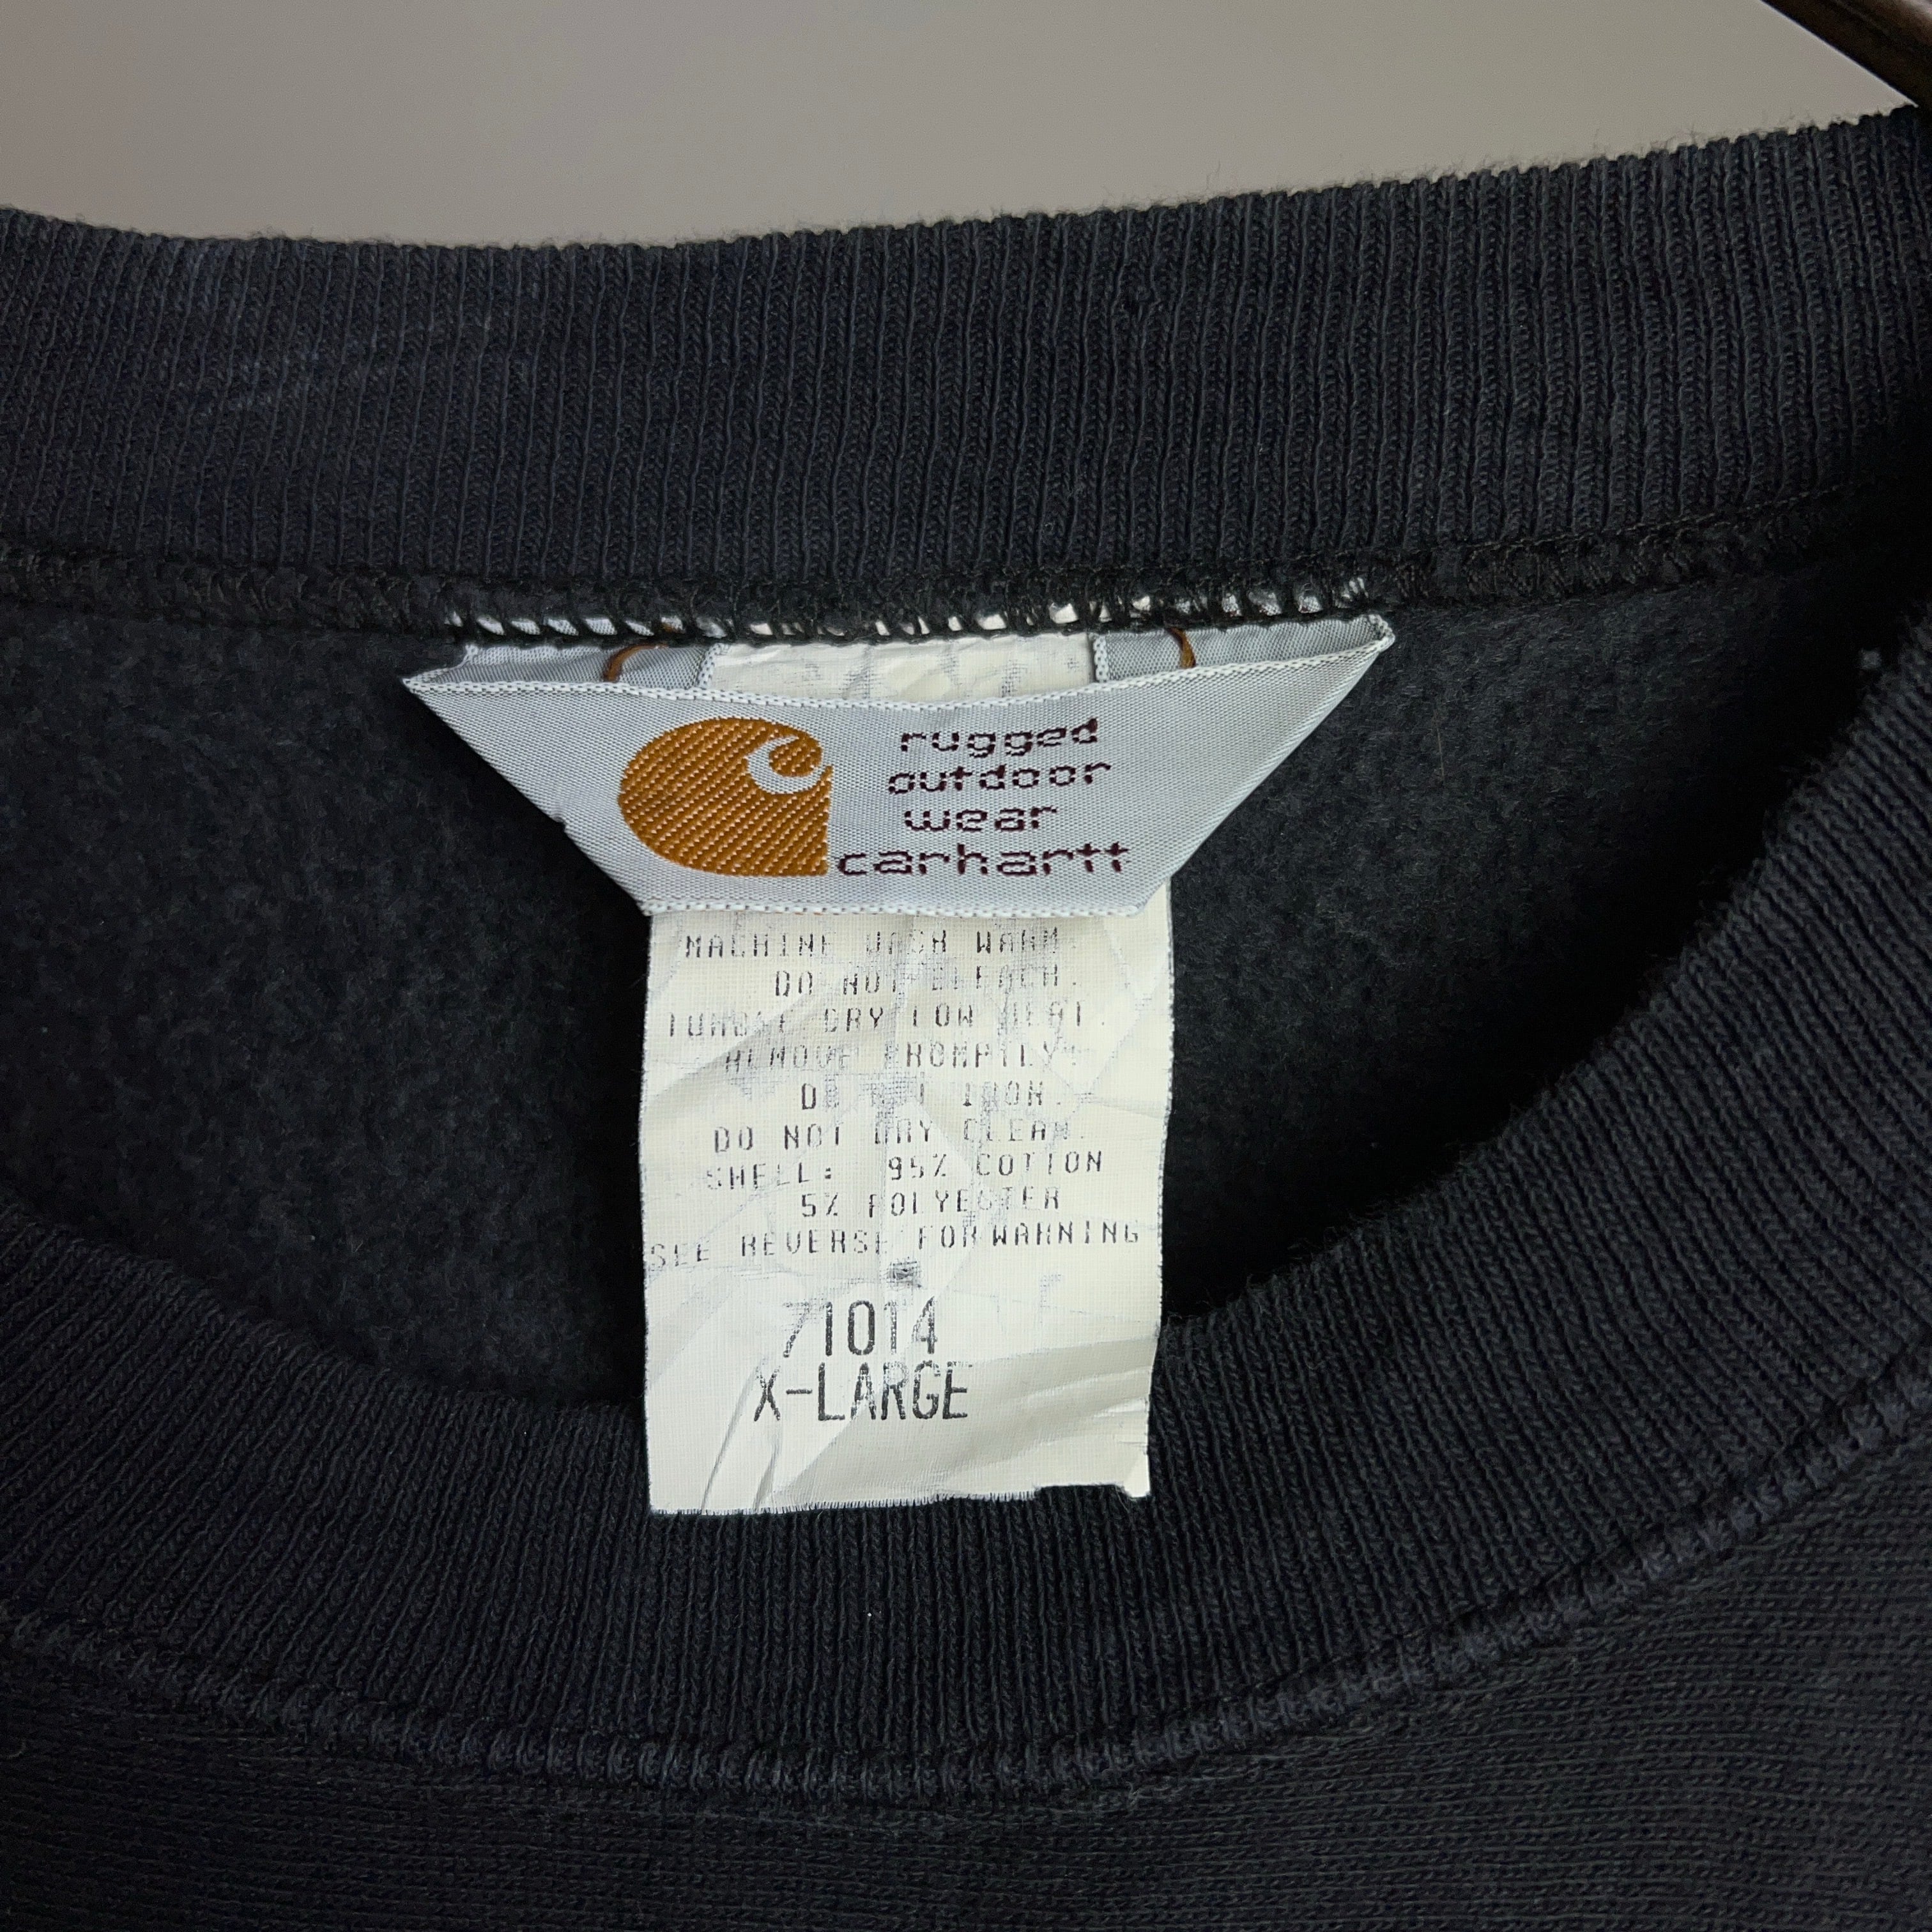 rugged
outdoor
wear
carhartt
MACHINE WASH WARM.
DO NOT BLEACH.
TUMBLE DRY LOW HEAT.
REMOVE PROMPTLY.
DO NOT IRON.
DO NOT DRY CLEAN.
SHELL: 95% COTTON
5% POLYESTER
SEE REVERSE FOR WARNING
71014
X-LARGE